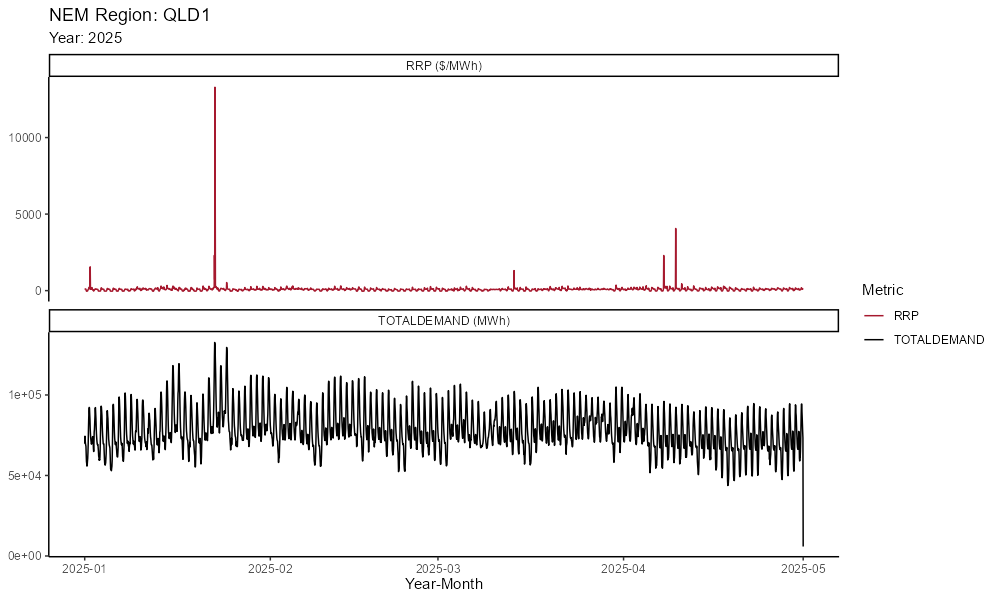 NEM Region: QLD1
Year: 2025
RRP ($/MWh)
10000
5000
0
TOTALDEMAND (MWh)
1e+05
5e+04
0e+00
2025-01 2025-02 2025-03 2025-04 2025-05
Year-Month
Metric
RRP
TOTALDEMAND